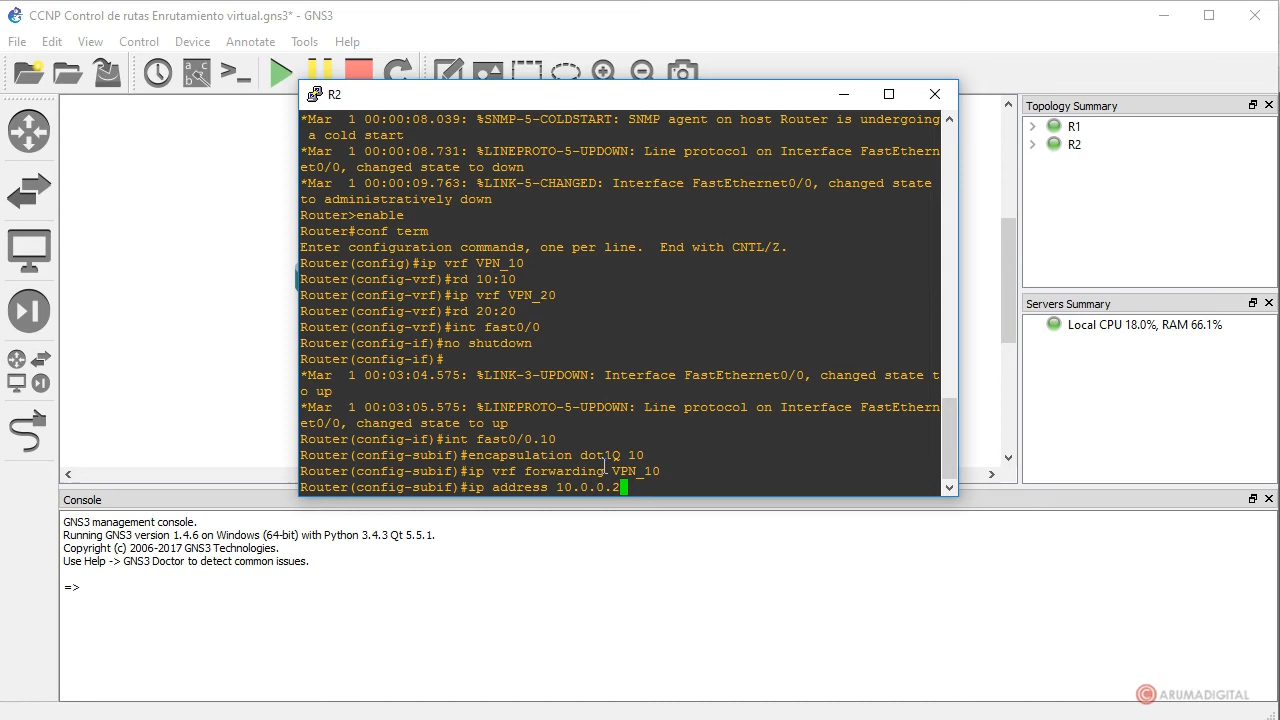 CCNP Control de rutas Enrutamiento virtual.gns3* - GNS3
File Edit View Control Device Annotate Tools Help
R2
*Mar  1 00:00:08.039: %SNMP-5-COLDSTART: SNMP agent on host Router is undergoing
 a cold start
*Mar  1 00:00:08.731: %LINEPROTO-5-UPDOWN: Line protocol on Interface FastEthern
et0/0, changed state to down
*Mar  1 00:00:09.763: %LINK-5-CHANGED: Interface FastEthernet0/0, changed state
to administratively down
Router>enable
Router#conf term
Enter configuration commands, one per line.  End with CNTL/Z.
Router(config)#ip vrf VPN_10
Router(config-vrf)#rd 10:10
Router(config-vrf)#ip vrf VPN_20
Router(config-vrf)#rd 20:20
Router(config-vrf)#int fast0/0
Router(config-if)#no shutdown
Router(config-if)#
*Mar  1 00:03:04.575: %LINK-3-UPDOWN: Interface FastEthernet0/0, changed state t
o up
*Mar  1 00:03:05.575: %LINEPROTO-5-UPDOWN: Line protocol on Interface FastEthern
et0/0, changed state to up
Router(config-if)#int fast0/0.10
Router(config-subif)#encapsulation dot1Q 10
Router(config-subif)#ip vrf forwarding VPN_10
Router(config-subif)#ip address 10.0.0.2
Topology Summary
R1
R2
Servers Summary
Local CPU 18.0%, RAM 66.1%
Console
GNS3 management console.
Running GNS3 version 1.4.6 on Windows (64-bit) with Python 3.4.3 Qt 5.5.1.
Copyright (c) 2006-2017 GNS3 Technologies.
Use Help -> GNS3 Doctor to detect common issues.
=>
© ARUMADIGITAL